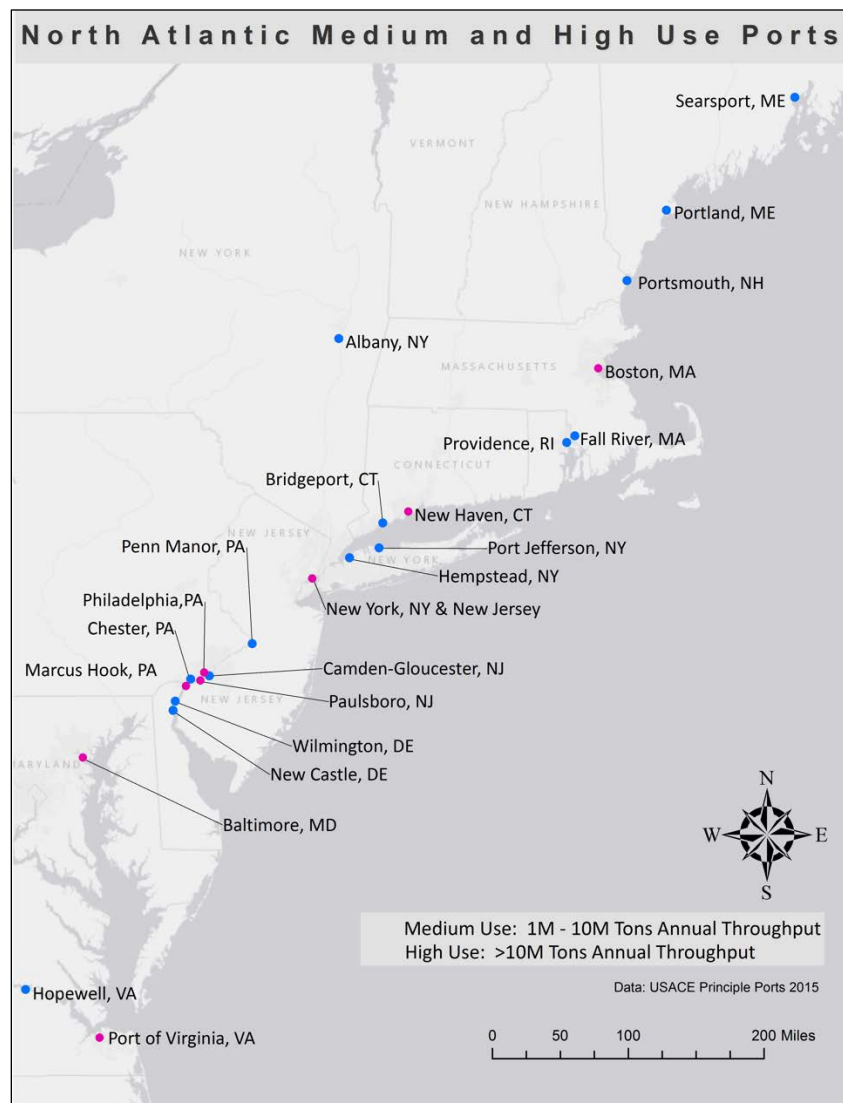 North Atlantic Medium and High Use Ports
Searsport, ME
VERMONT
NEW HAMPSHIRE
Portland, ME
NEW YORK
Portsmouth, NH
Albany, NY
MASSACHUSETTS
Boston, MA
Providence, RI
Fall River, MA
CONNECTICUT
Bridgeport, CT
New Haven, CT
NEW JERSEY
Penn Manor, PA
Port Jefferson, NY
NEW YORK
Hempstead, NY
Philadelphia,PA
New York, NY & New Jersey
Chester, PA
Marcus Hook, PA
Camden-Gloucester, NJ
NEW JERSEY
Paulsboro, NJ
Wilmington, DE
MARYLAND
New Castle, DE
Baltimore, MD
N
W
E
S
Medium Use: 1M - 10M Tons Annual Throughput
High Use: >10M Tons Annual Throughput
Data: USACE Principle Ports 2015
Hopewell, VA
Port of Virginia, VA
0 50 100 200 Miles